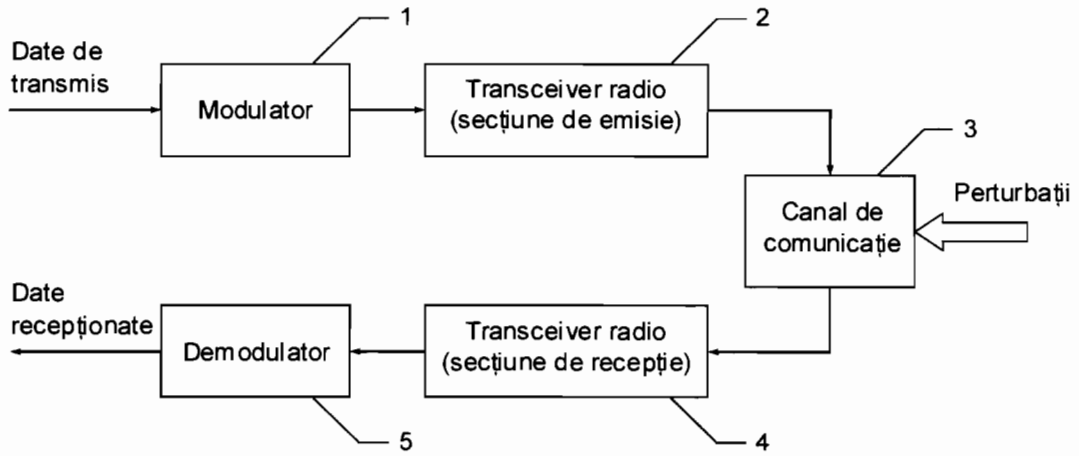 1
2
Date de
transmis
Modulator
Transceiver radio
(secțiune de emisie)
3
Canal de
comunicație
Perturbații
Date
recepționate
Demodulator
Transceiver radio
(secțiune de recepție)
5
4